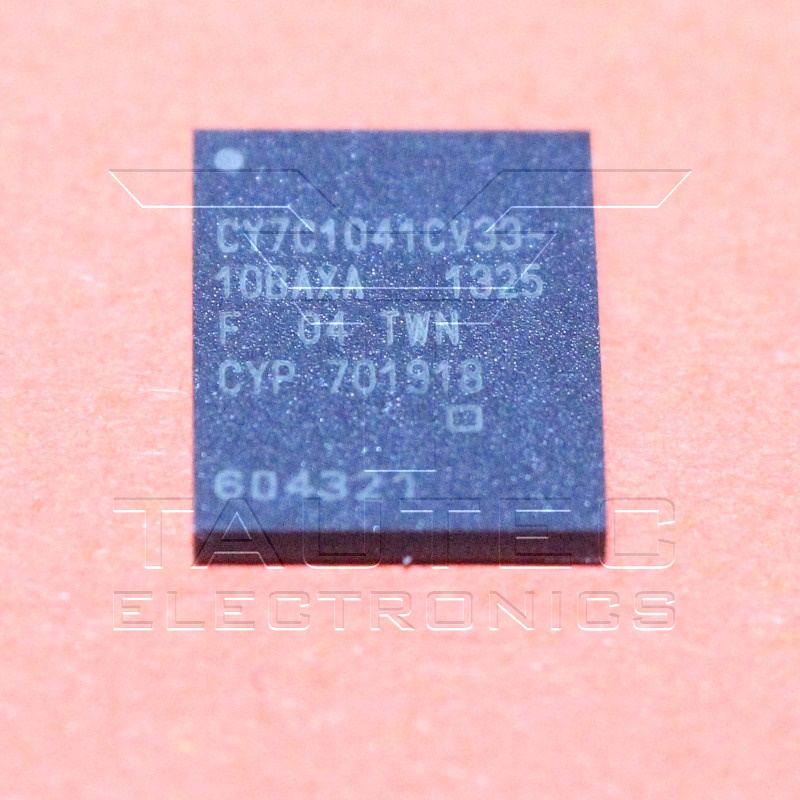 CY7C1041CV33-
10BAXA 1325
F 04 TWN
CYP 701918
604321
TAUTEC
ELECTRONICS